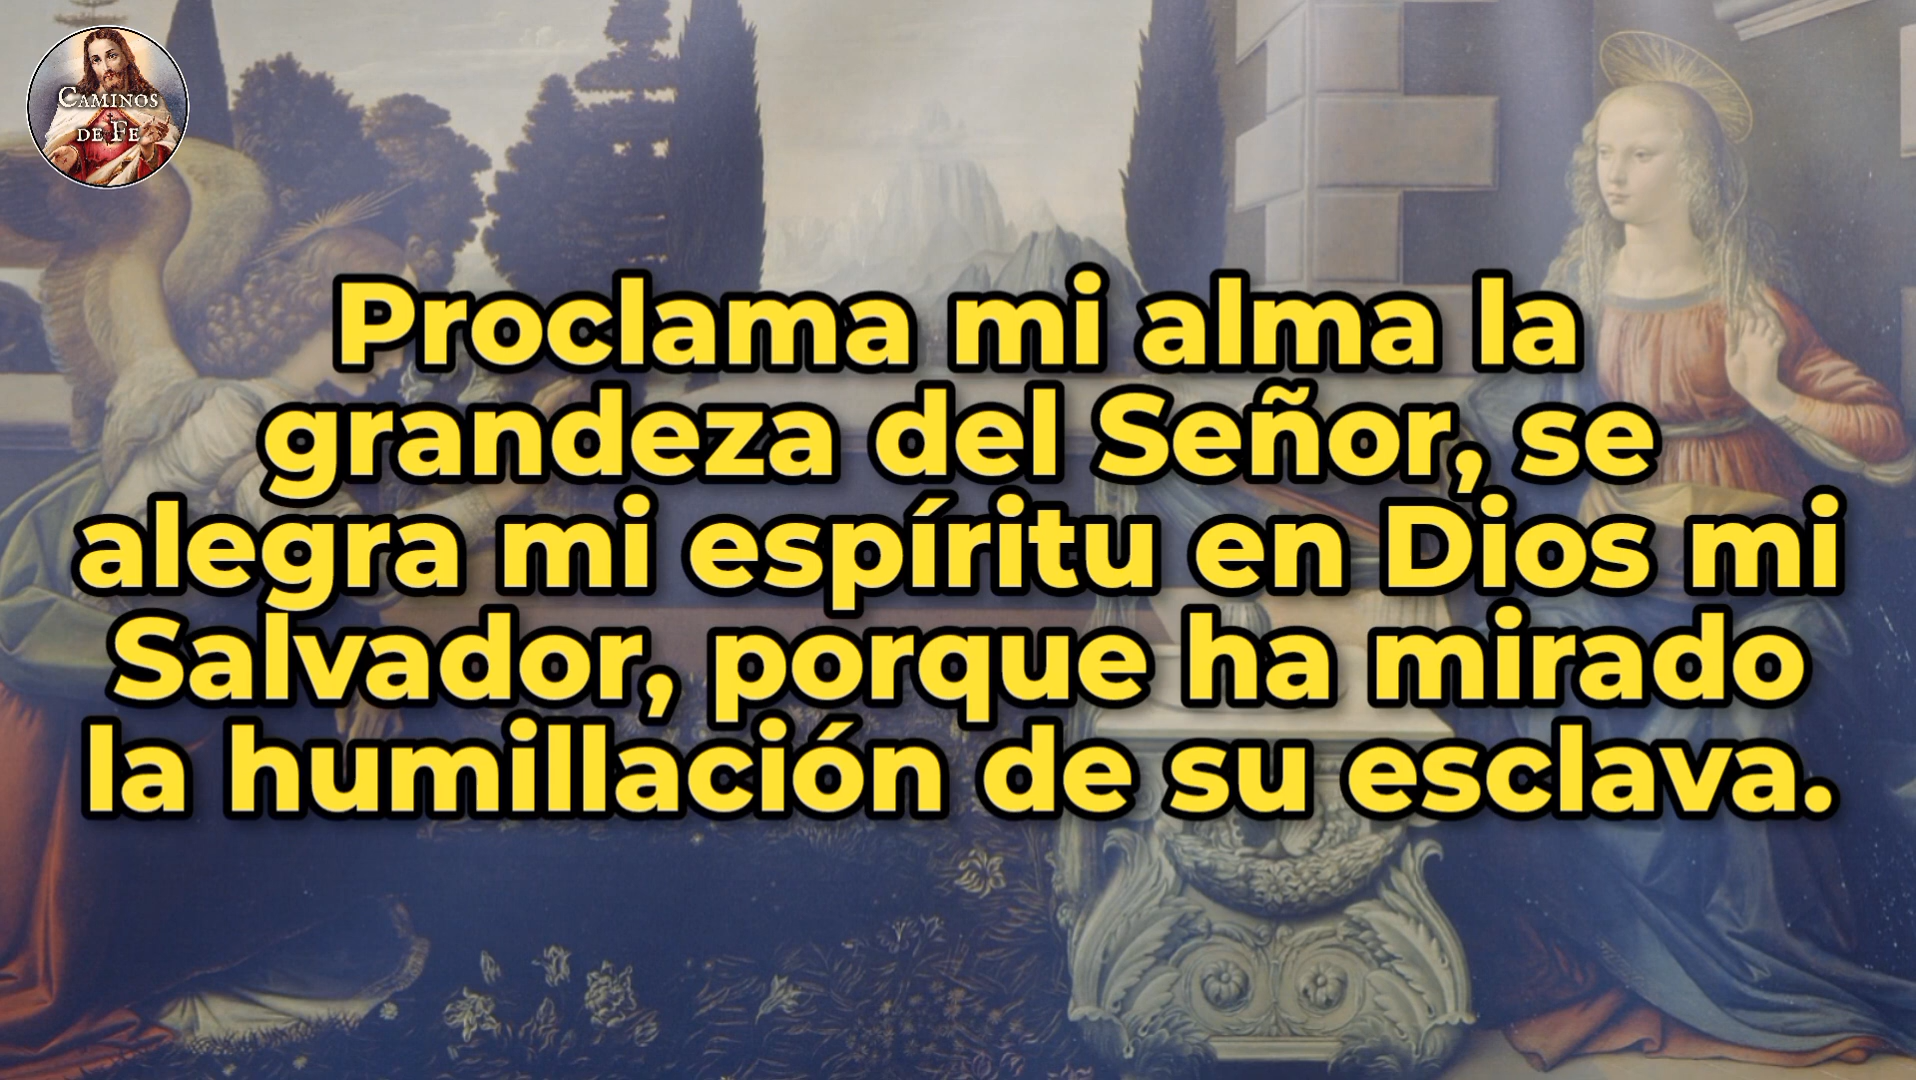 CAMINOS
DE FE
Proclama mi alma la
grandeza del Señor, se
alegra mi espíritu en Dios mi
Salvador, porque ha mirado
la humillación de su esclava.